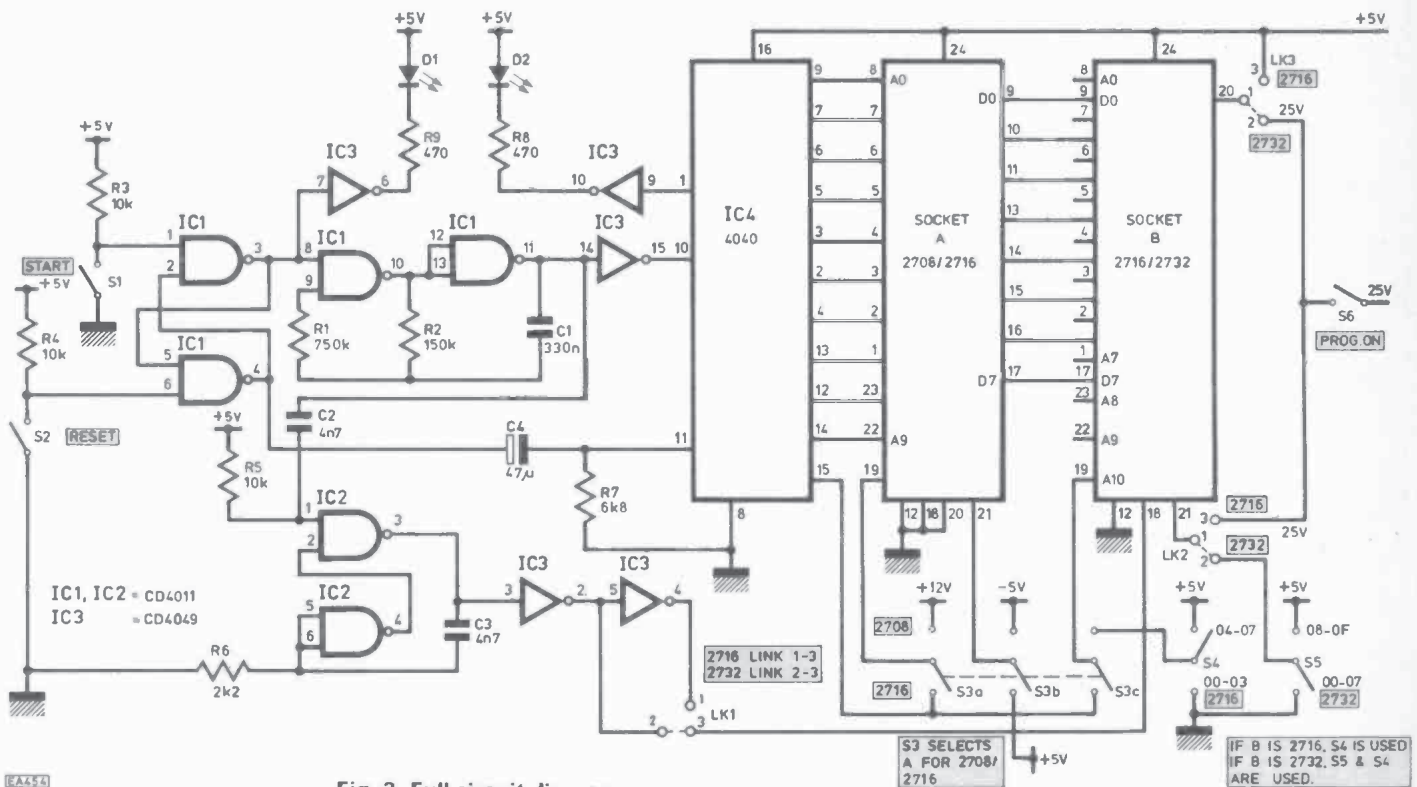 +5V
+5V
+5V
D1
D2
R9
470
R8
470
IC3
IC3
7
6
10
9
1
+5V
R3
10k
IC1
1
2
3
START
S1
+5V
R4
10k
IC1
8
9
10
IC1
12
13
11
IC3
14
15
10
R1
750k
R2
150k
C1
330n
IC1
5
6
4
S2
RESET
+5V
R5
10k
C2
4n7
C4
47μ
R7
6k8
11
IC2
1
2
3
IC2
5
6
4
C3
4n7
R6
2k2
IC3
3
2
IC3
5
4
IC1, IC2 = CD4011
IC3 = CD4049
16
IC4
4040
9
7
6
5
3
2
4
13
12
14
15
8
24
8
A0
7
6
5
4
3
2
1
23
22
A9
19
SOCKET
A
2708/2716
D0
9
10
11
13
14
15
16
17
D7
12
18
20
21
24
8
A0
9
D0
7
6
5
4
3
2
1
A7
17
D7
23
A8
22
A9
19
A10
SOCKET
B
2716/2732
20
12
18
21
LK3
3
2716
1
25V
2
2732
25V
S6
PROG. ON
3
2716
25V
1
2732
LK2
2
+12V
-5V
+5V
+5V
2708
2716
S3a
S3b
S3c
04-07
S4
00-03
2716
08-0F
S5
00-07
2732
+5V
2716 LINK 1-3
2732 LINK 2-3
1
LK1
2
3
S3 SELECTS
A FOR 2708/
2716
IF B IS 2716, S4 IS USED
IF B IS 2732, S5 & S4
ARE USED.
EA454